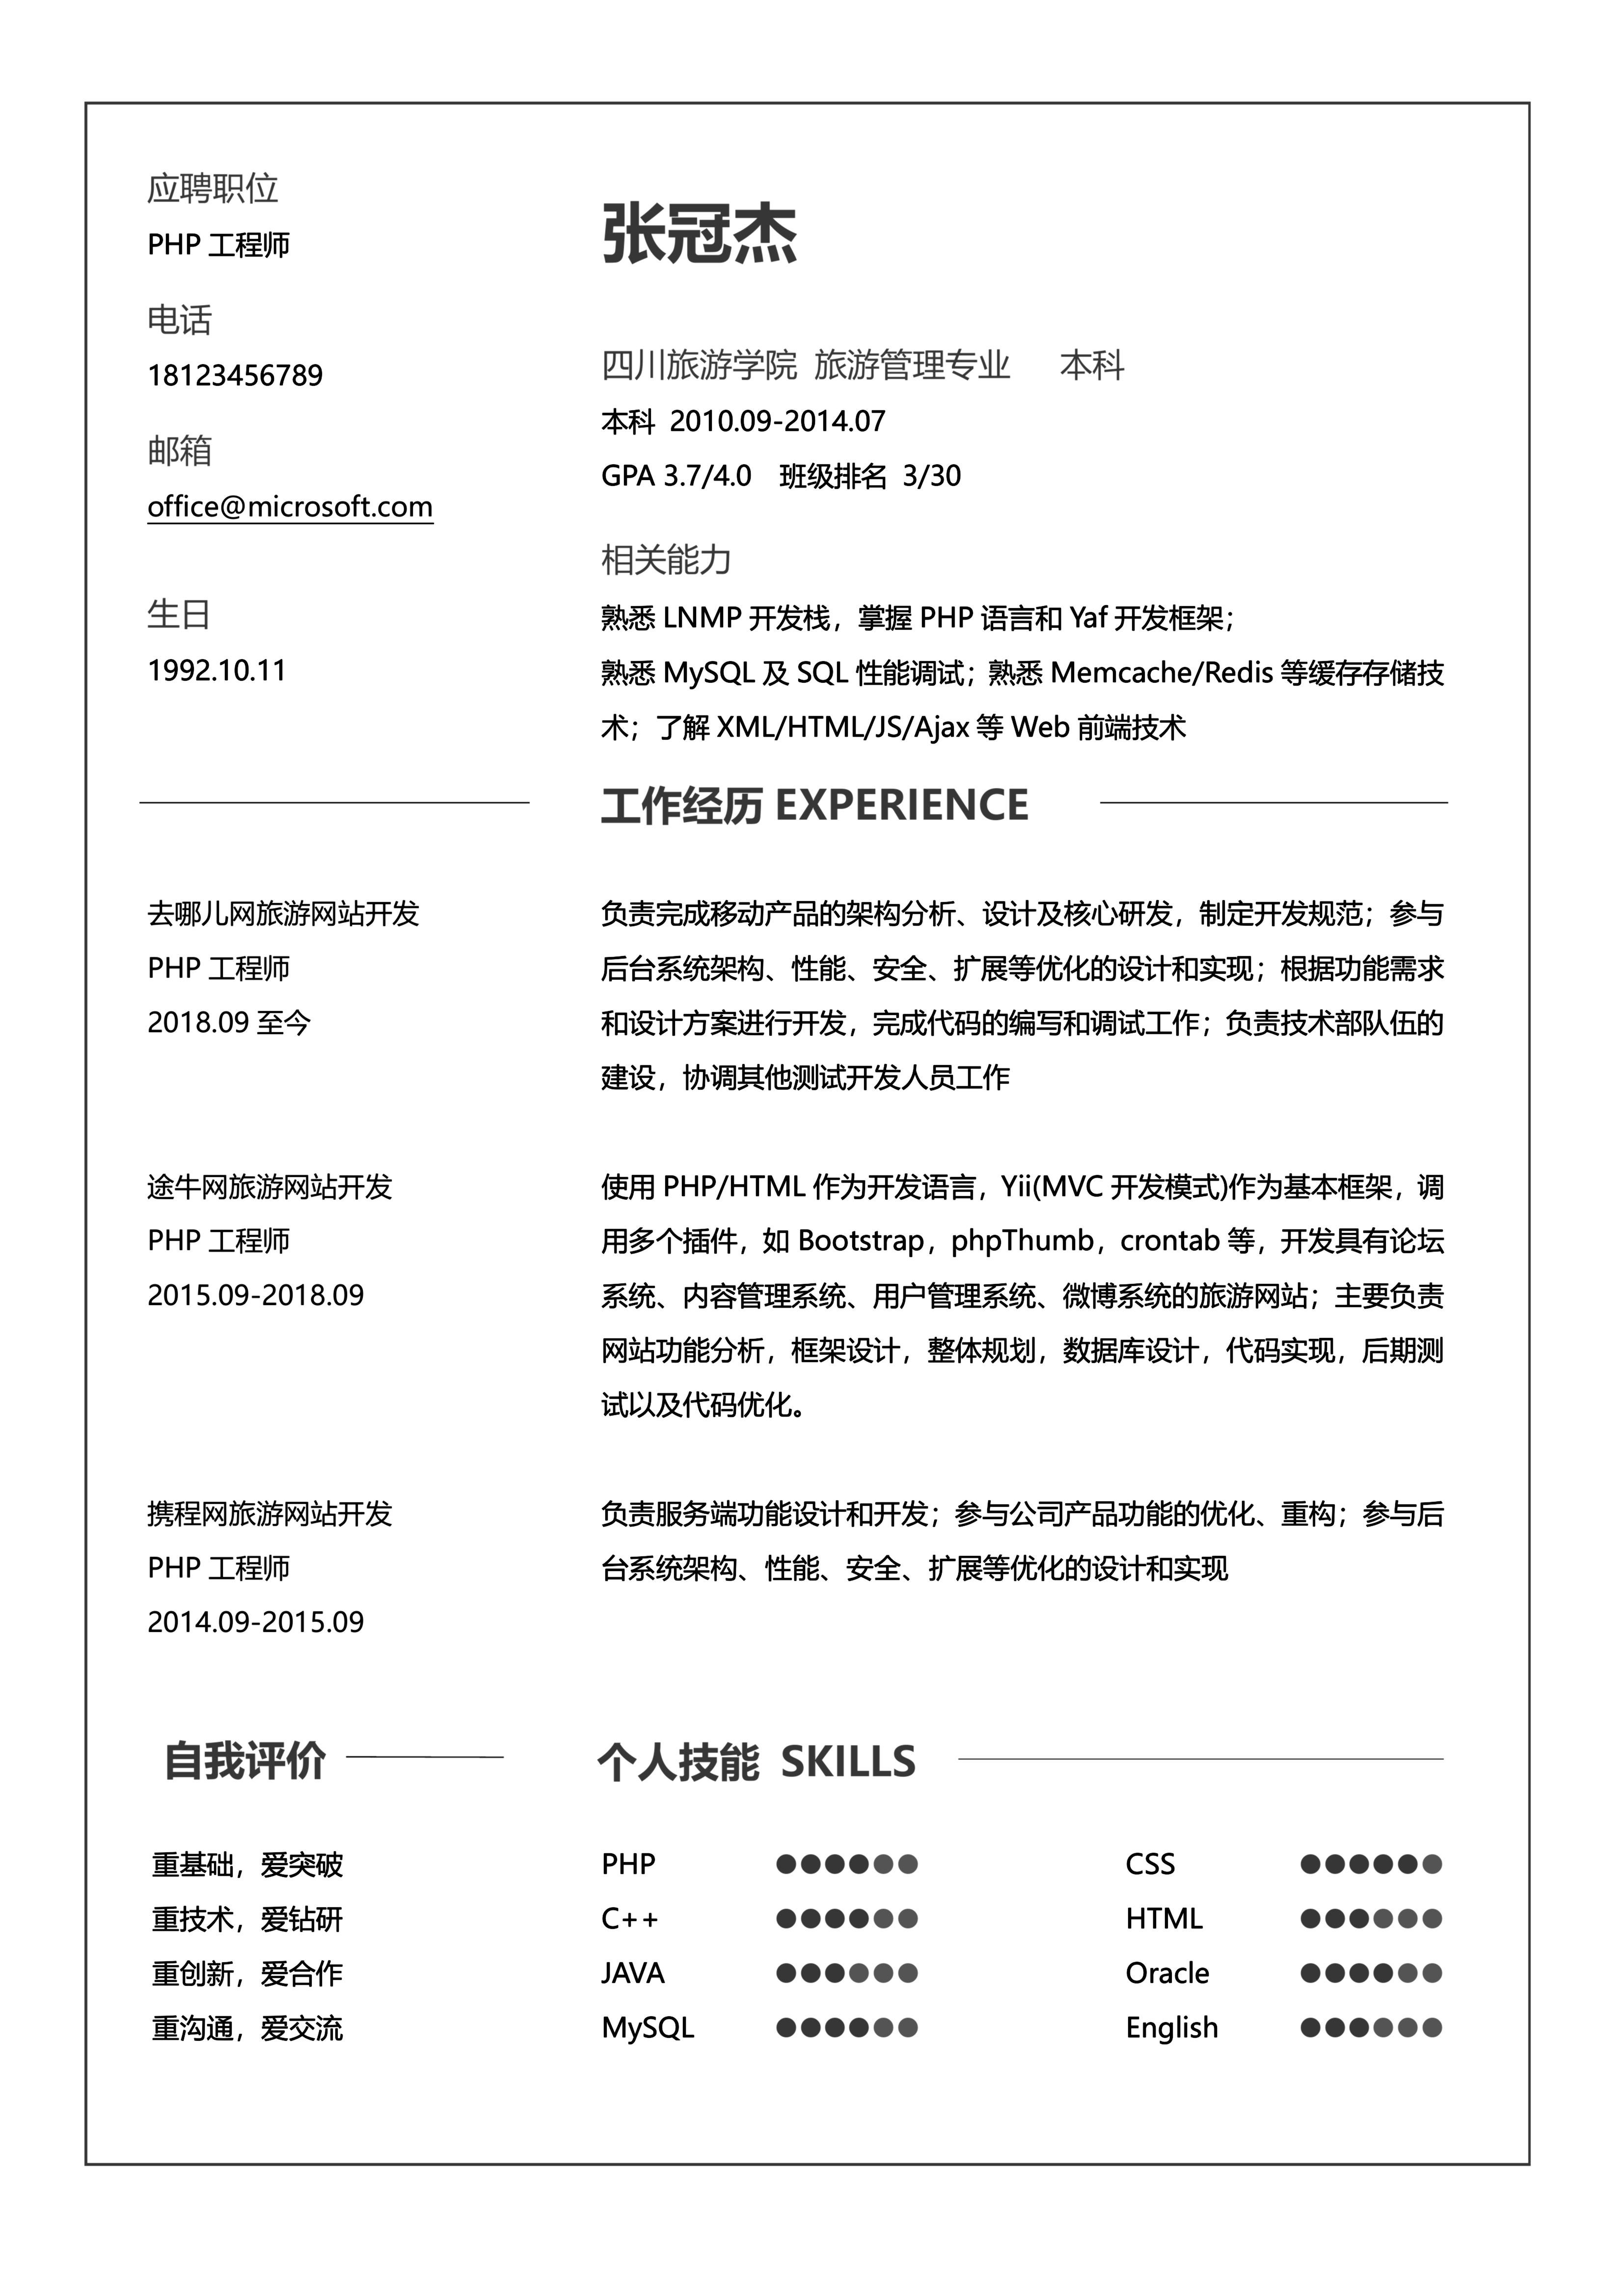 应聘职位
PHP 工程师
电话
18123456789
邮箱
office@microsoft.com
生日
1992.10.11
张冠杰
四川旅游学院 旅游管理专业 本科
本科 2010.09-2014.07
GPA 3.7/4.0 班级排名 3/30
相关能力
熟悉 LNMP 开发栈，掌握 PHP 语言和 Yaf 开发框架；
熟悉 MySQL 及 SQL 性能调试；熟悉 Memcache/Redis 等缓存存储技
术；了解 XML/HTML/JS/Ajax 等 Web 前端技术
工作经历 EXPERIENCE
去哪儿网旅游网站开发
PHP 工程师
2018.09 至今
负责完成移动产品的架构分析、设计及核心研发，制定开发规范；参与
后台系统架构、性能、安全、扩展等优化的设计和实现；根据功能需求
和设计方案进行开发，完成代码的编写和调试工作；负责技术部队伍的
建设，协调其他测试开发人员工作
途牛网旅游网站开发
PHP 工程师
2015.09-2018.09
使用 PHP/HTML 作为开发语言，Yii(MVC 开发模式)作为基本框架，调
用多个插件，如 Bootstrap，phpThumb，crontab 等，开发具有论坛
系统、内容管理系统、用户管理系统、微博系统的旅游网站；主要负责
网站功能分析，框架设计，整体规划，数据库设计，代码实现，后期测
试以及代码优化。
携程网旅游网站开发
PHP 工程师
2014.09-2015.09
负责服务端功能设计和开发；参与公司产品功能的优化、重构；参与后
台系统架构、性能、安全、扩展等优化的设计和实现
自我评价
重基础，爱突破
重技术，爱钻研
重创新，爱合作
重沟通，爱交流
个人技能 SKILLS
PHP
C++
JAVA
MySQL
CSS
HTML
Oracle
English